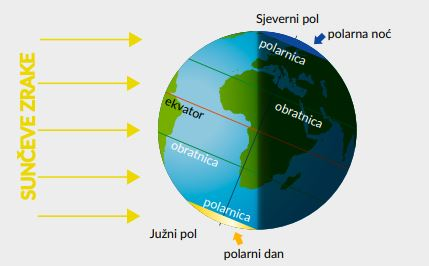 Sjeverni pol
polarna noć
polarnica
SUNČEVE ZRAKE
ekvator
obratnica
obratnica
polarnica
Južni pol
polarni dan